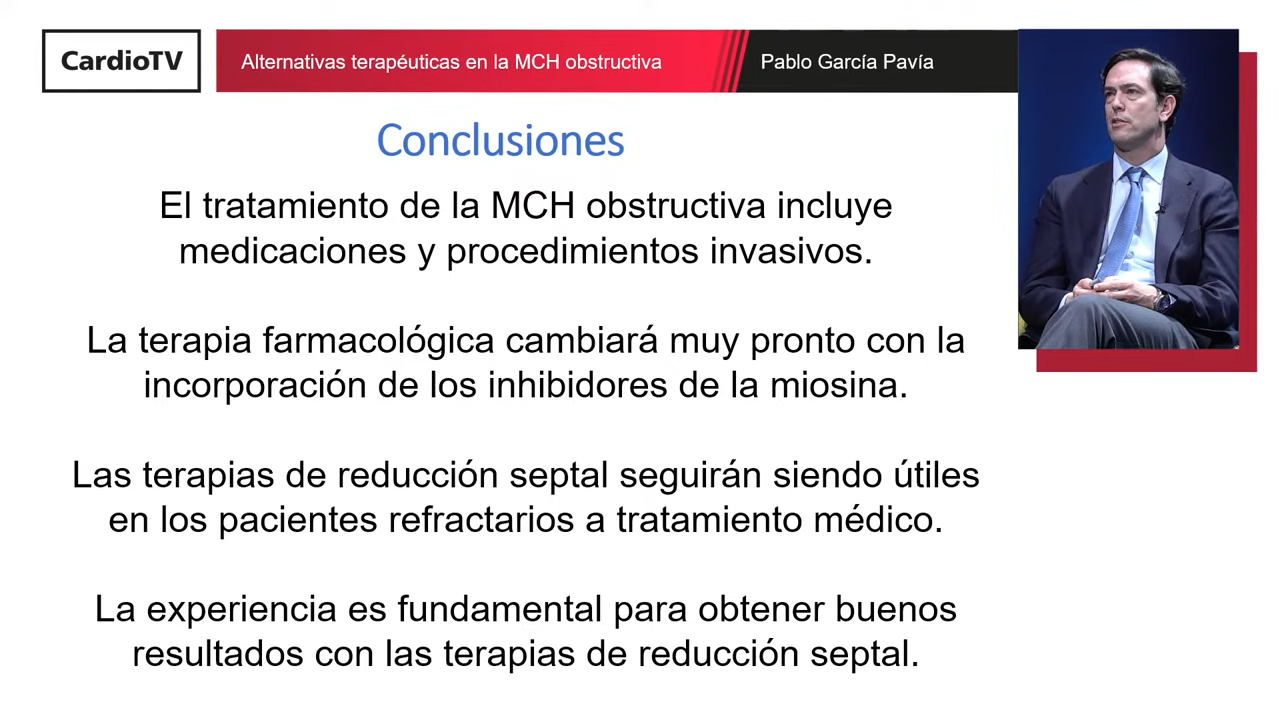 CardioTV
Alternativas terapéuticas en la MCH obstructiva
Pablo García Pavía
Conclusiones
El tratamiento de la MCH obstructiva incluye
medicaciones y procedimientos invasivos.
La terapia farmacológica cambiará muy pronto con la
incorporación de los inhibidores de la miosina.
Las terapias de reducción septal seguirán siendo útiles
en los pacientes refractarios a tratamiento médico.
La experiencia es fundamental para obtener buenos
resultados con las terapias de reducción septal.